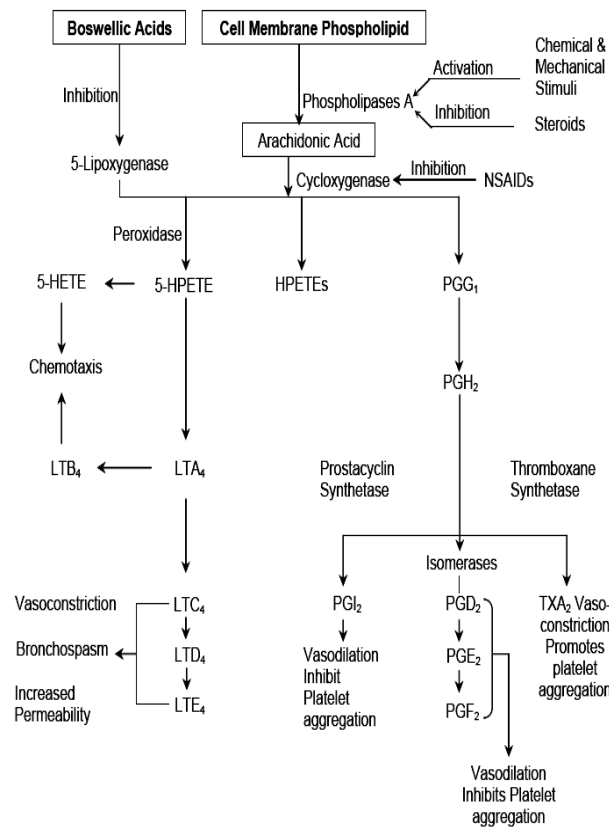 Boswellic Acids
Cell Membrane Phospholipid
Chemical &
Mechanical
Stimuli
Activation
Inhibition
Phospholipases A
Inhibition
Steroids
Arachidonic Acid
5-Lipoxygenase
Cycloxygenase
Inhibition
NSAIDs
Peroxidase
5-HETE
5-HPETE
HPETEs
PGG₁
Chemotaxis
PGH₂
LTB₄
LTA₄
Prostacyclin
Synthetase
Thromboxane
Synthetase
Isomerases
Vasoconstriction
LTC₄
PGI₂
PGD₂
TXA₂ Vaso-
constriction
Promotes
platelet
aggregation
Bronchospasm
LTD₄
Vasodilation
Inhibit
Platelet
aggregation
PGE₂
Increased
Permeability
LTE₄
PGF₂
Vasodilation
Inhibits Platelet
aggregation